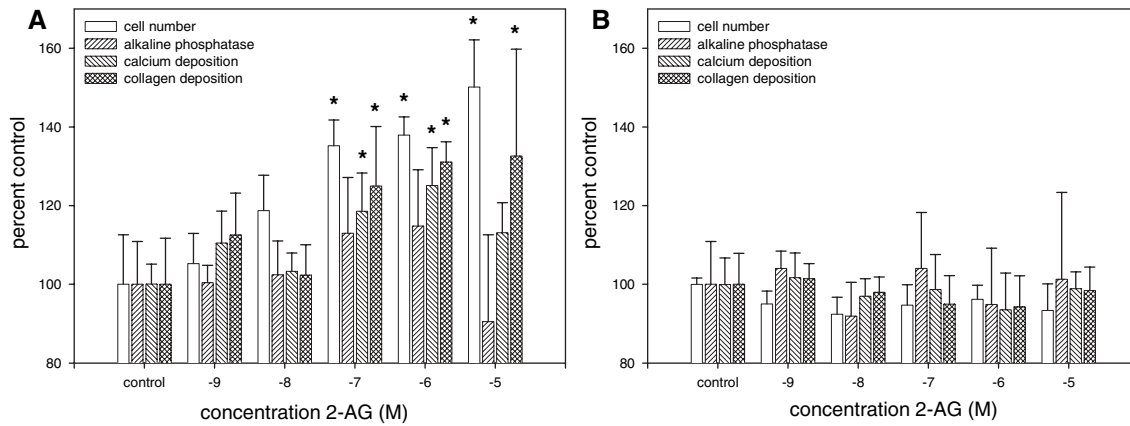 A
cell number
alkaline phosphatase
calcium deposition
collagen deposition
160
140
120
100
80
percent control
* * * * * * * *
control -9 -8 -7 -6 -5
concentration 2-AG (M)
B
cell number
alkaline phosphatase
calcium deposition
collagen deposition
160
140
120
100
80
percent control
control -9 -8 -7 -6 -5
concentration 2-AG (M)